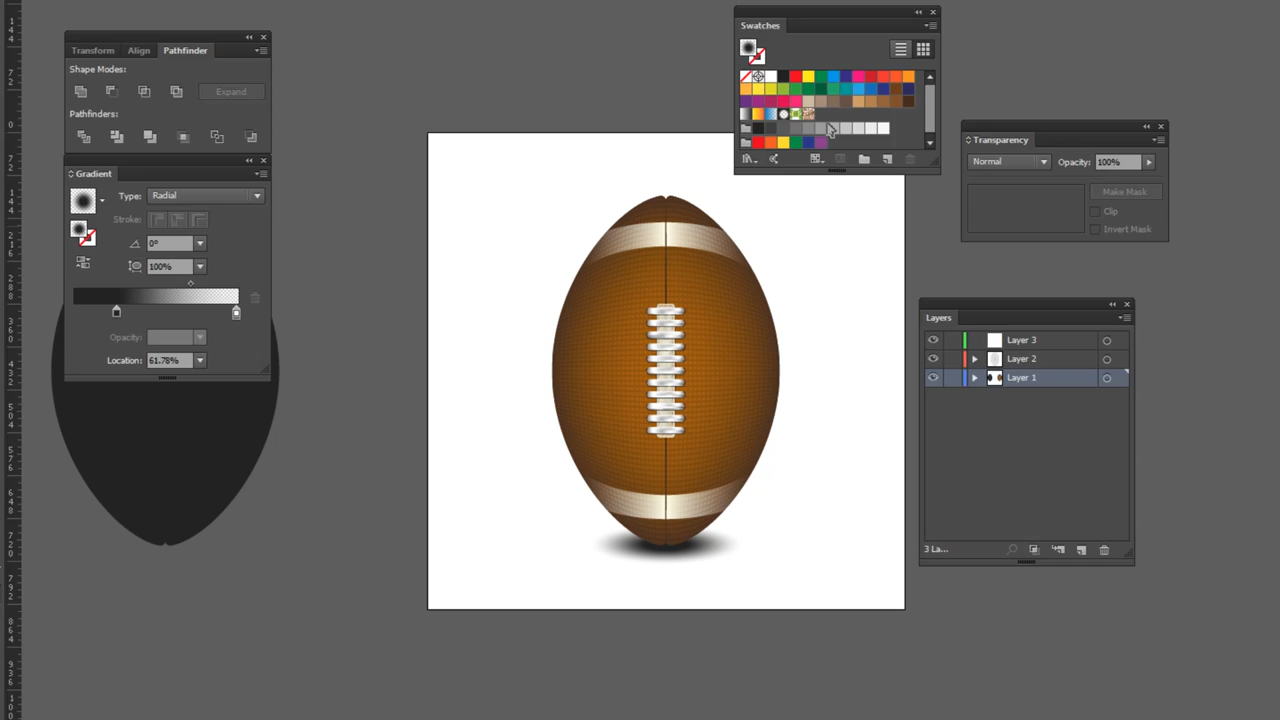 Swatches
Transform Align Pathfinder
Shape Modes:
Expand
Pathfinders:
Transparency
Normal Opacity: 100%
Make Mask
Clip
Invert Mask
Gradient
Type: Radial
Stroke:
0°
100%
Opacity:
Location: 61.78%
Layers
Layer 3
Layer 2
Layer 1
3 La...